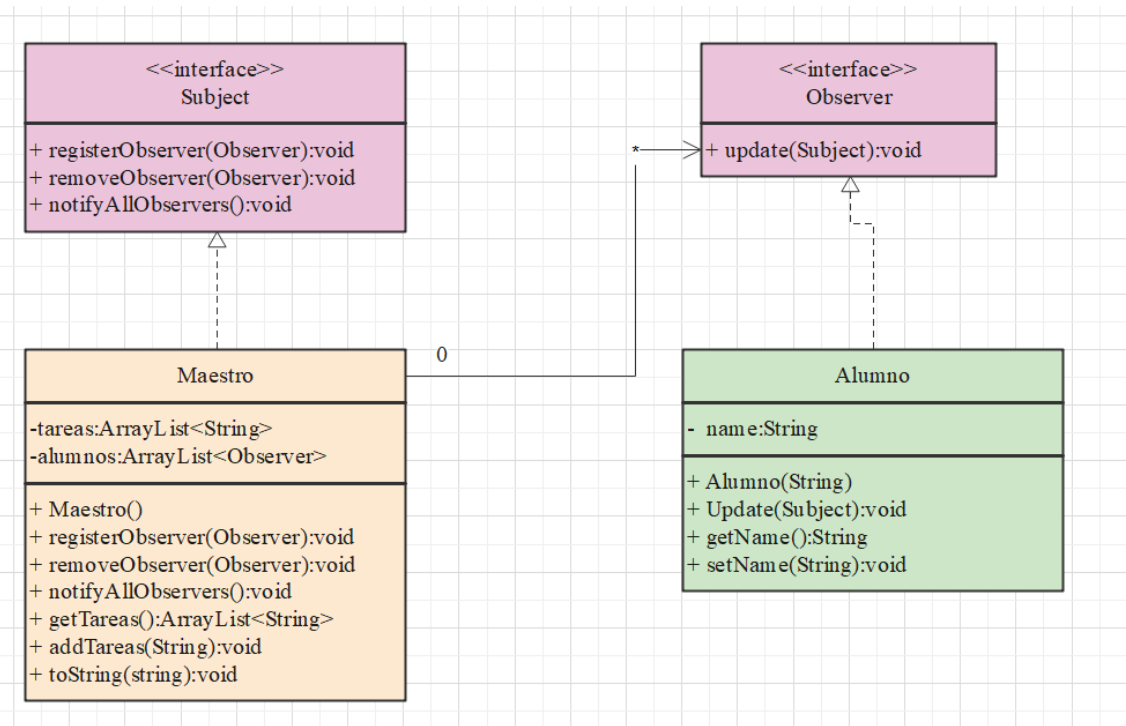 <<interface>>
Subject
+ registerObserver(Observer):void
+ removeObserver(Observer):void
+ notifyAllObservers():void
<<interface>>
Observer
+ update(Subject):void
*
0
Maestro
-tareas:ArrayList<String>
-alumnos:ArrayList<Observer>
+ Maestro()
+ registerObserver(Observer):void
+ removeObserver(Observer):void
+ notifyAllObservers():void
+ getTareas():ArrayList<String>
+ addTareas(String):void
+ toString(string):void
Alumno
- name:String
+ Alumno(String)
+ Update(Subject):void
+ getName():String
+ setName(String):void